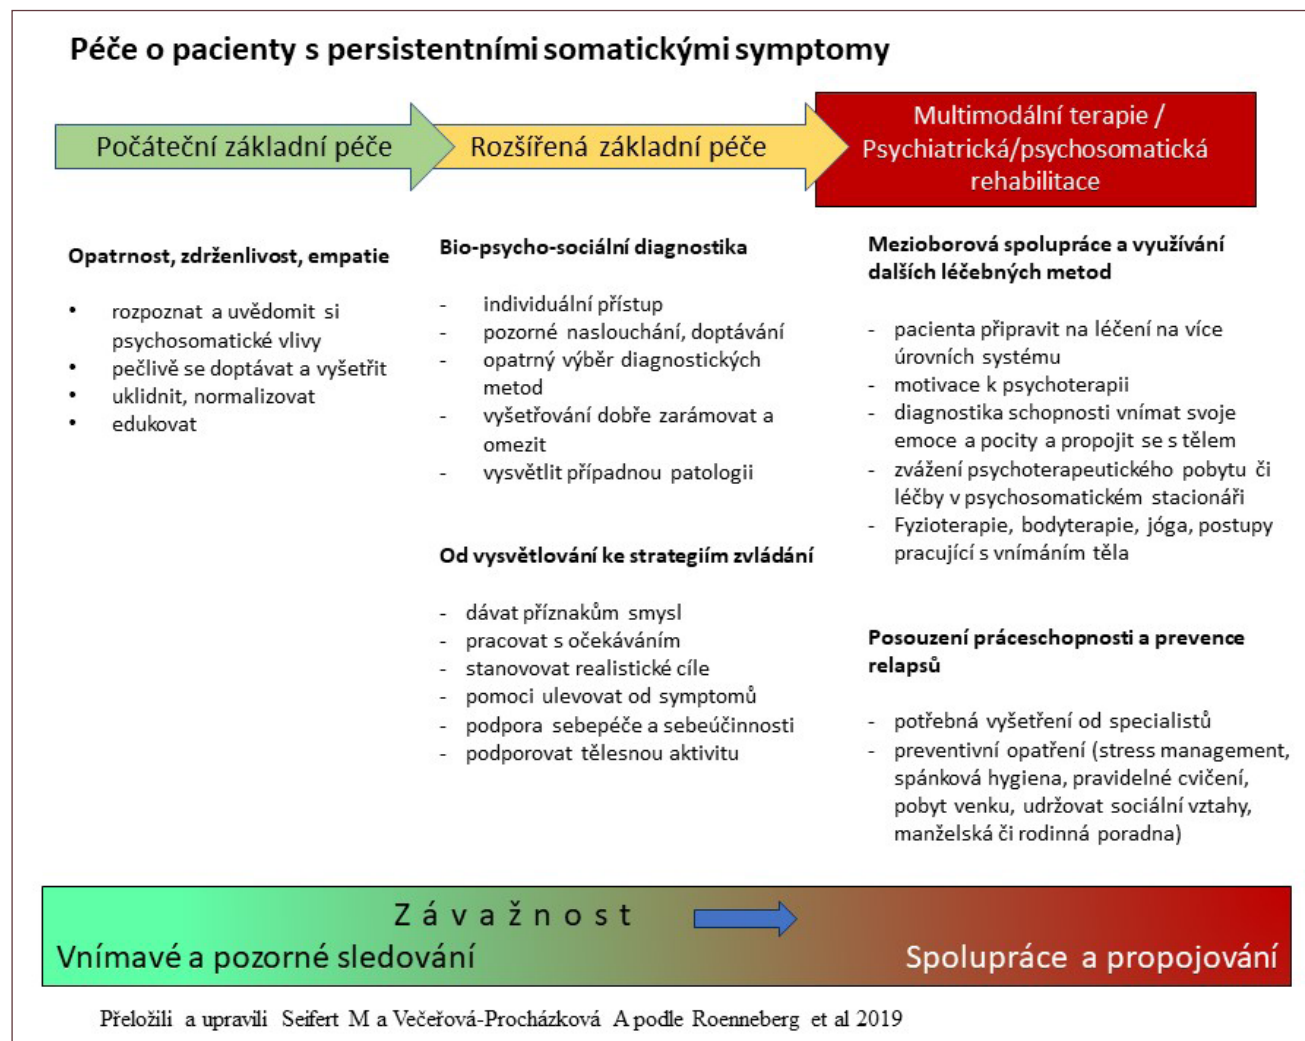 Péče o pacienty s persistentními somatickými symptomy
Počáteční základní péče
Rozšířená základní péče
Multimodální terapie /
Psychiatrická/psychosomatická
rehabilitace
Opatrnost, zdrženlivost, empatie
• rozpoznat a uvědomit si
psychosomatické vlivy
• pečlivě se doptávat a vyšetřit
• uklidnit, normalizovat
• edukovat
Bio-psycho-sociální diagnostika
- individuální přístup
- pozorné naslouchání, doptávání
- opatrný výběr diagnostických
metod
- vyšetřování dobře zarámovat a
omezit
- vysvětlit případnou patologii
Od vysvětlování ke strategiím zvládání
- dávat příznakům smysl
- pracovat s očekáváním
- stanovovat realistické cíle
- pomoci ulevovat od symptomů
- podpora sebepéče a sebeúčinnosti
- podporovat tělesnou aktivitu
Mezioborová spolupráce a využívání
dalších léčebných metod
- pacienta připravit na léčení na více
úrovních systému
- motivace k psychoterapii
- diagnostika schopnosti vnímat svoje
emoce a pocity a propojit se s tělem
- zvážení psychoterapeutického pobytu či
léčby v psychosomatickém stacionáři
- Fyzioterapie, bodyterapie, jóga, postupy
pracující s vnímáním těla
Posouzení práceschopnosti a prevence
relapsů
- potřebná vyšetření od specialistů
- preventivní opatření (stress management,
spánková hygiena, pravidelné cvičení,
pobyt venku, udržovat sociální vztahy,
manželská či rodinná poradna)
Závažnost
Vnímavé a pozorné sledování
Spolupráce a propojování
Přeložili a upravili Seifert M a Večeřová-Procházková A podle Roenneberg et al 2019